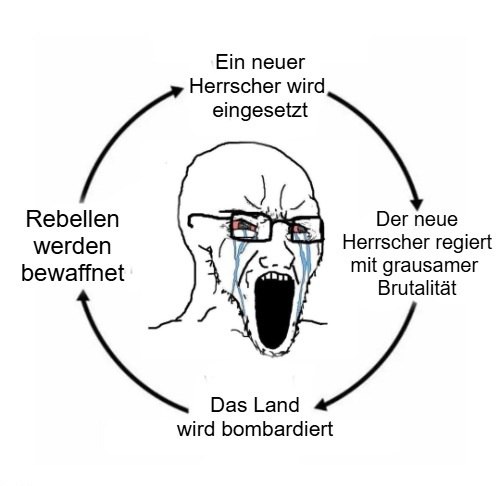 Ein neuer
Herrscher wird
eingesetzt
Der neue
Herrscher regiert
mit grausamer
Brutalität
Das Land
wird bombardiert
Rebellen
werden
bewaffnet